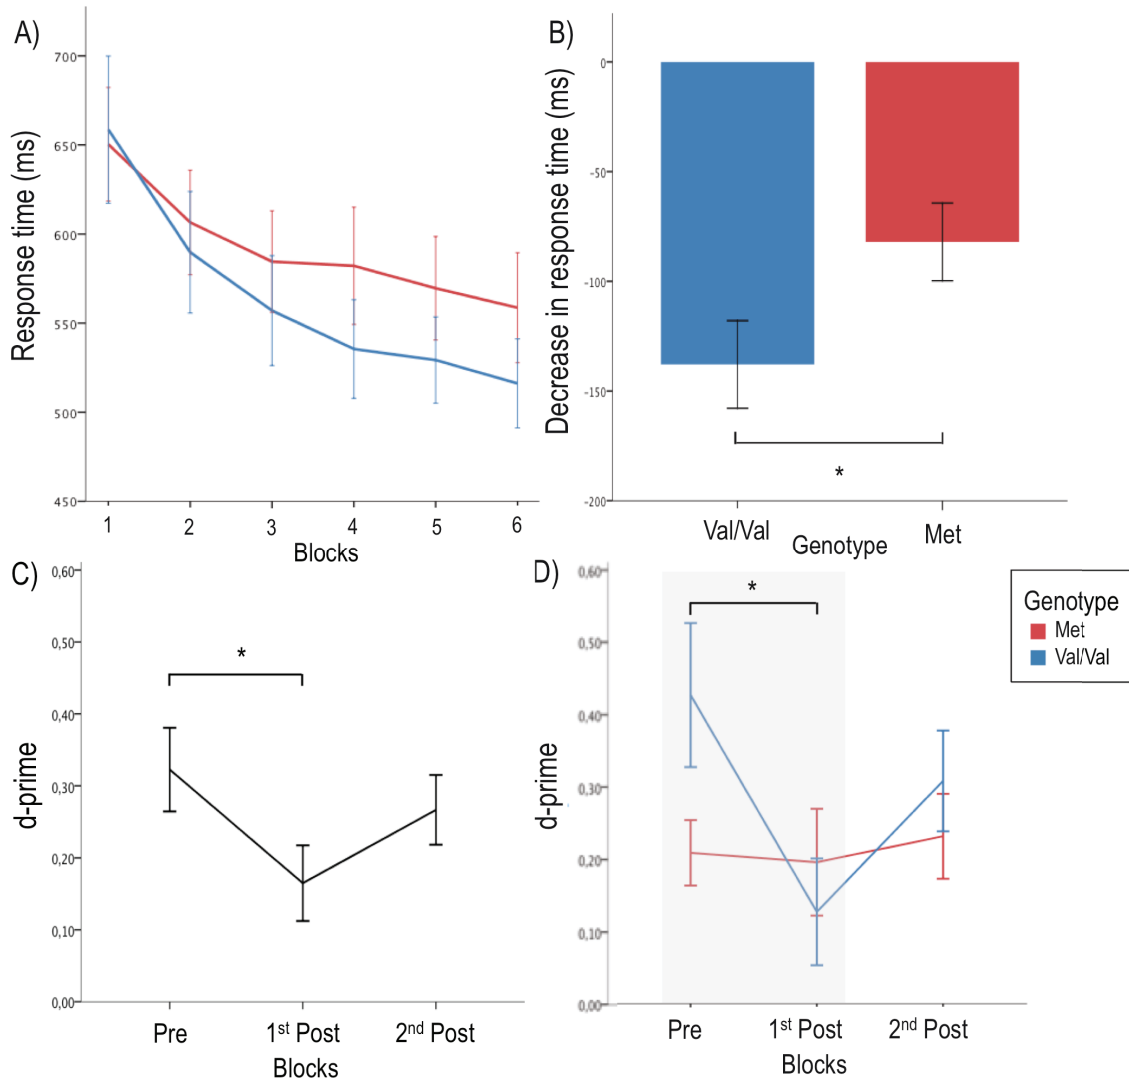 A)
700
650
600
550
500
450
Response time (ms)
1 2 3 4 5 6
Blocks
B)
0
-50
-100
-150
-200
Decrease in response time (ms)
*
Val/Val Met
Genotype
C)
0,60
0,50
0,40
0,30
0,20
0,10
0,00
d-prime
*
Pre 1st Post 2nd Post
Blocks
D)
0,60
0,50
0,40
0,30
0,20
0,10
0,00
d-prime
*
Pre 1st Post 2nd Post
Blocks
Genotype
Met
Val/Val